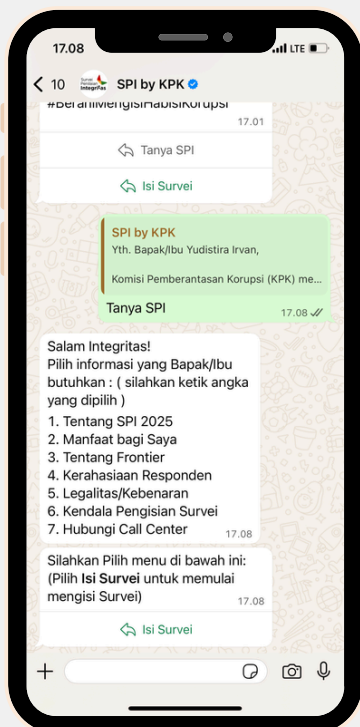 17.08
LTE
10
Survei Penilaian Integritas
SPI by KPK
#BeraniMengisiHabisiKorupsi
17.01
Tanya SPI
Isi Survei
SPI by KPK
Yth. Bapak/Ibu Yudistira Irvan,
Komisi Pemberantasan Korupsi (KPK) me...
Tanya SPI
17.08
Salam Integritas!
Pilih informasi yang Bapak/Ibu
butuhkan : ( silahkan ketik angka
yang dipilih )
1. Tentang SPI 2025
2. Manfaat bagi Saya
3. Tentang Frontier
4. Kerahasiaan Responden
5. Legalitas/Kebenaran
6. Kendala Pengisian Survei
7. Hubungi Call Center
17.08
Silahkan Pilih menu di bawah ini:
(Pilih Isi Survei untuk memulai
mengisi Survei)
17.08
Isi Survei